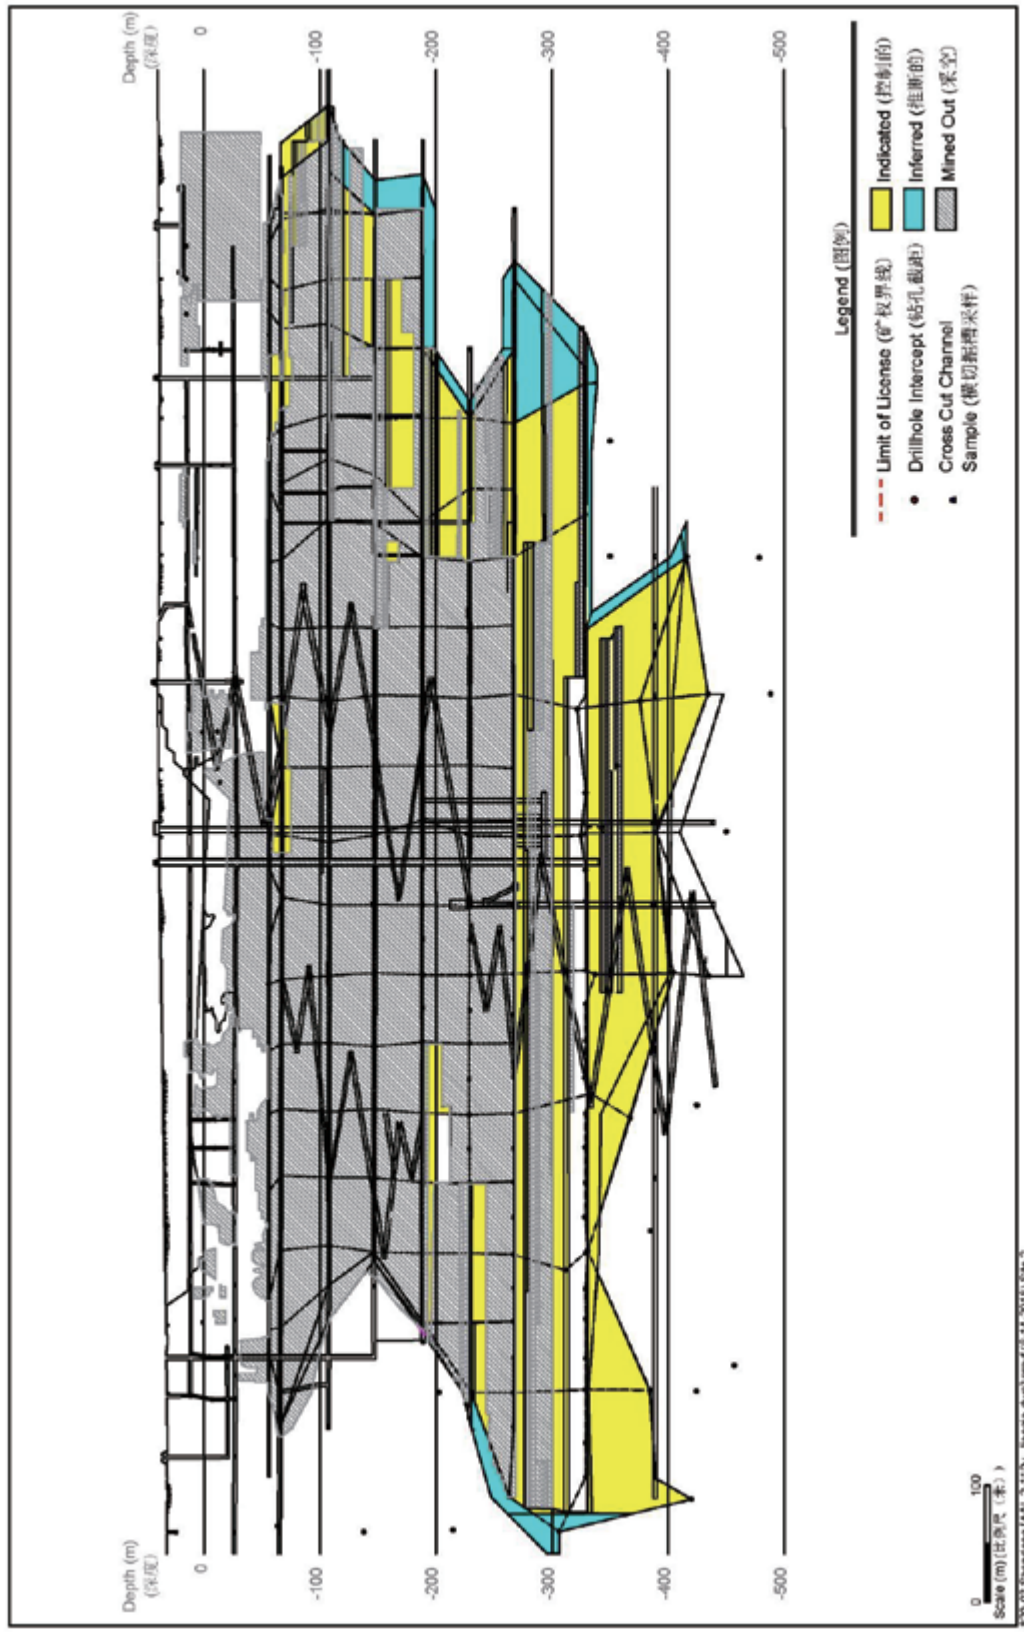 Depth (m)
(深度)
0
-100
-200
-300
-400
-500
Depth (m)
(深度)
0
-100
-200
-300
-400
-500
Legend (图例)
Limit of License (矿权界线)
Drillhole Intercept (钻孔截距)
Cross Cut Channel
Sample (横切掘槽采样)
Indicated (控制的)
Inferred (推断的)
Mined Out (采空)
0 100
Scale (m) (比例尺 (米))